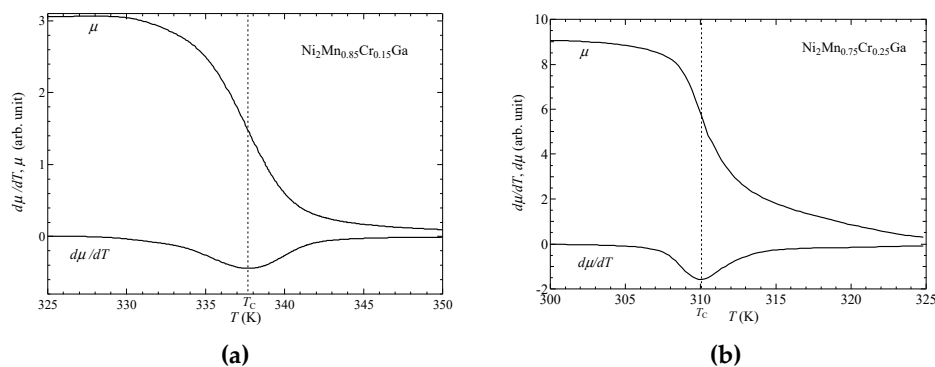 3
μ
Ni2Mn0.85Cr0.15Ga
2
1
0
dμ/dT, μ (arb. unit)
dμ/dT
325
330
335
TC
340
345
350
T (K)
(a)
10
μ
Ni2Mn0.75Cr0.25Ga
8
6
4
2
0
-2
dμ/dT, dμ (arb. unit)
dμ/dT
300
305
310
315
320
325
TC
T (K)
(b)